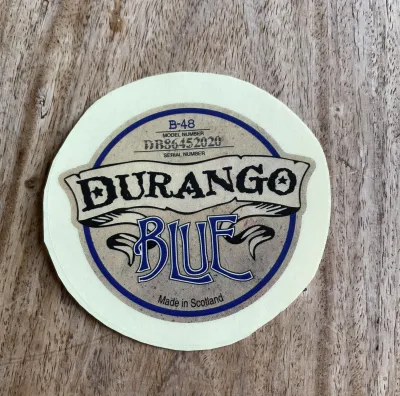 B-48
MODEL NUMBER
DB86452020
SERIAL NUMBER
DURANGO
BLUE
Made in Scotland